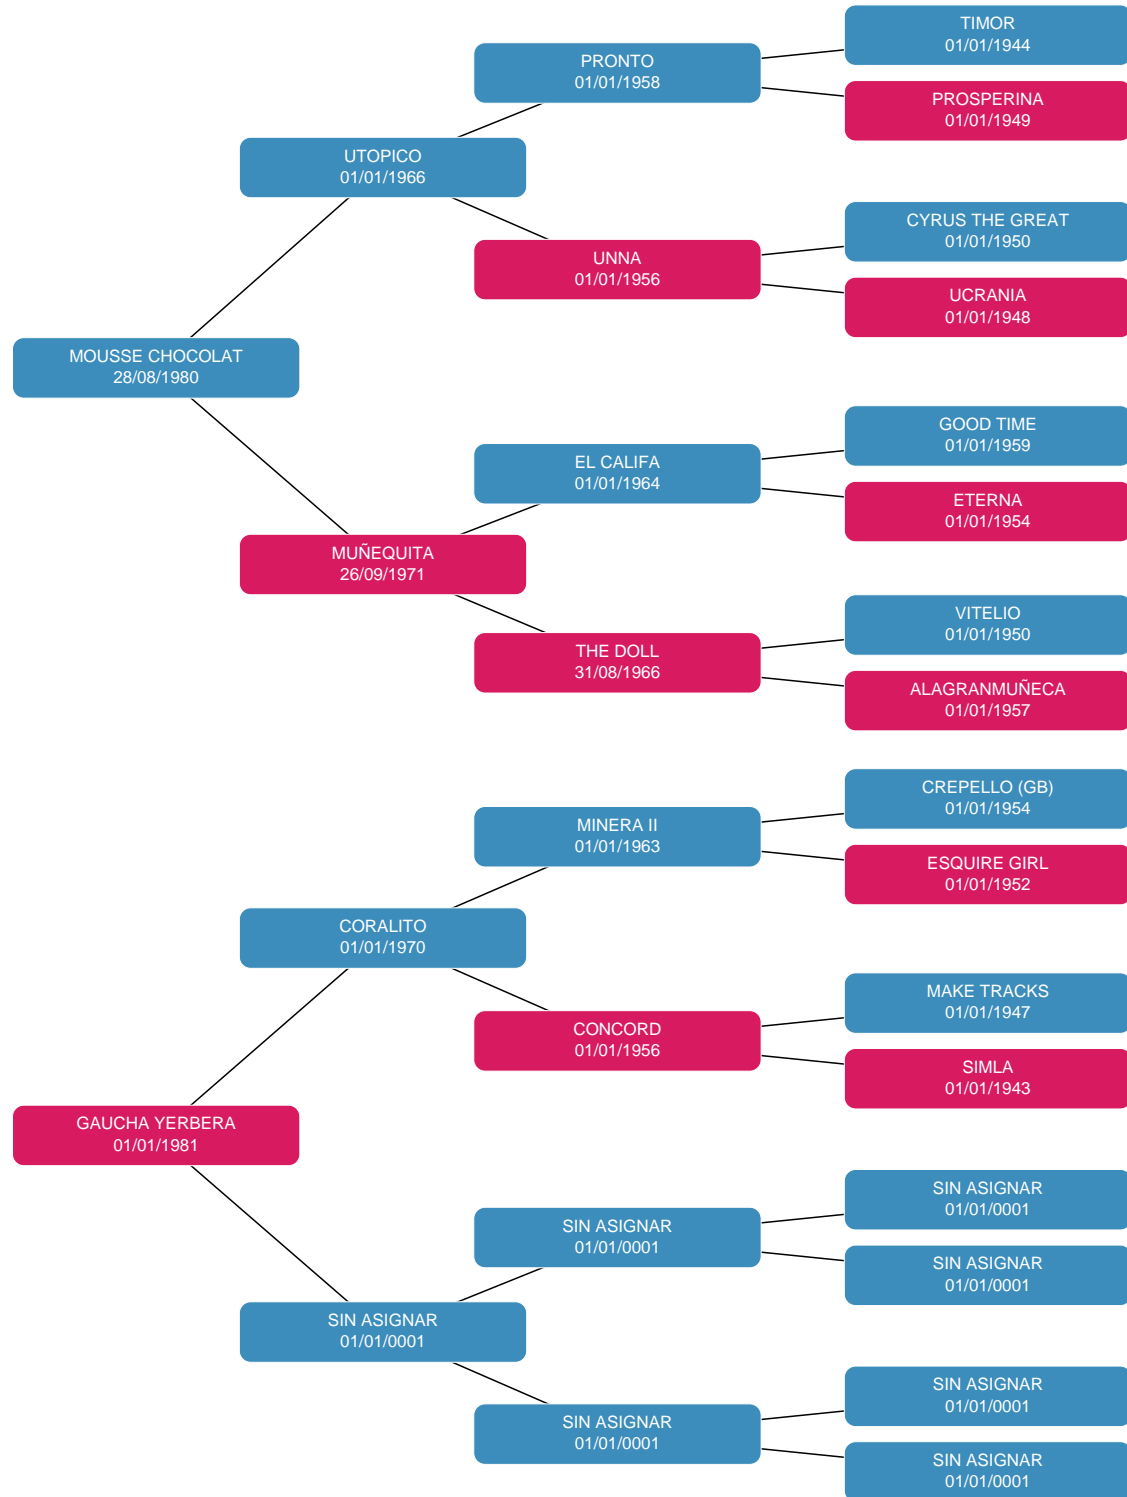 TIMOR
01/01/1944
PRONTO
01/01/1958
PROSPERINA
01/01/1949
UTOPICO
01/01/1966
CYRUS THE GREAT
01/01/1950
UNNA
01/01/1956
UCRANIA
01/01/1948
MOUSSE CHOCOLAT
28/08/1980
GOOD TIME
01/01/1959
EL CALIFA
01/01/1964
ETERNA
01/01/1954
MUÑEQUITA
26/09/1971
VITELIO
01/01/1950
THE DOLL
31/08/1966
ALAGRANMUÑECA
01/01/1957
CREPELLO (GB)
01/01/1954
MINERA II
01/01/1963
ESQUIRE GIRL
01/01/1952
CORALITO
01/01/1970
MAKE TRACKS
01/01/1947
CONCORD
01/01/1956
SIMLA
01/01/1943
GAUCHA YERBERA
01/01/1981
SIN ASIGNAR
01/01/0001
SIN ASIGNAR
01/01/0001
SIN ASIGNAR
01/01/0001
SIN ASIGNAR
01/01/0001
SIN ASIGNAR
01/01/0001
SIN ASIGNAR
01/01/0001
SIN ASIGNAR
01/01/0001